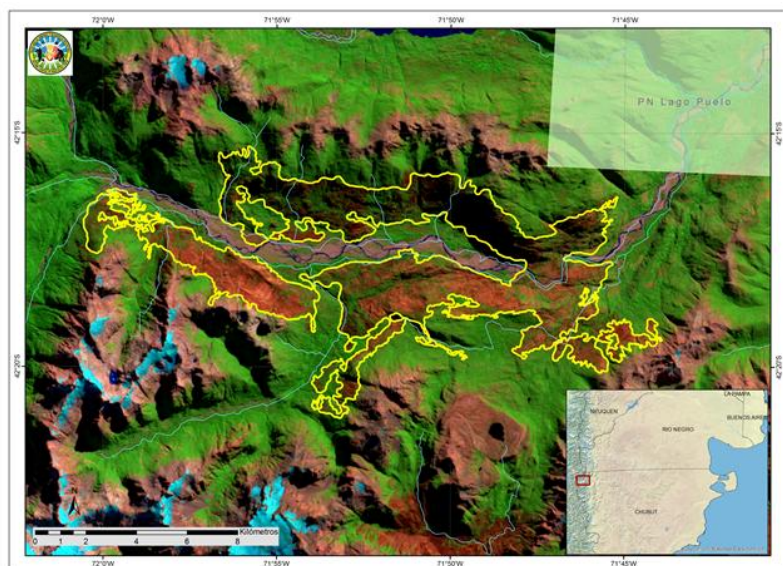 72°0'W 71°55'W 71°50'W 71°45'W
PN Lago Puelo
42°15'S 42°15'S
42°20'S 42°20'S
LA PAMPA
NEUQUEN
BUENOS AIRES
RIO NEGRO
CHUBUT
N
Kilómetros
0 1 2 4 6 8
72°0'W 71°55'W 71°50'W 71°45'W